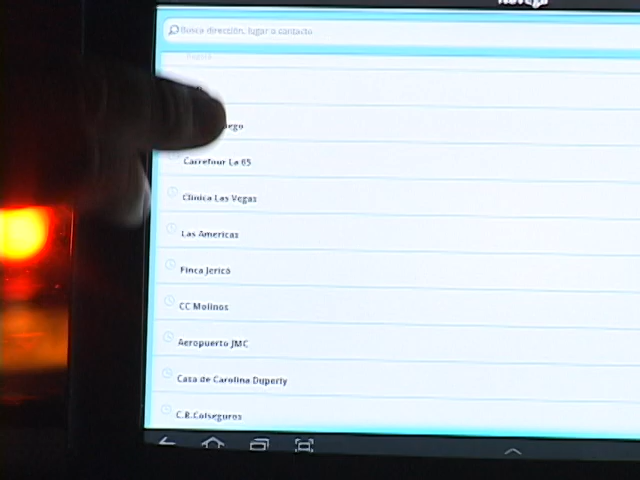 Busca dirección, lugar o contacto
Carrefour La 65
Clinica Las Vegas
Las Americas
Finca Jericó
CC Molinos
Aeropuerto JMC
Casa de Carolina Duperly
C.R.Colseguros